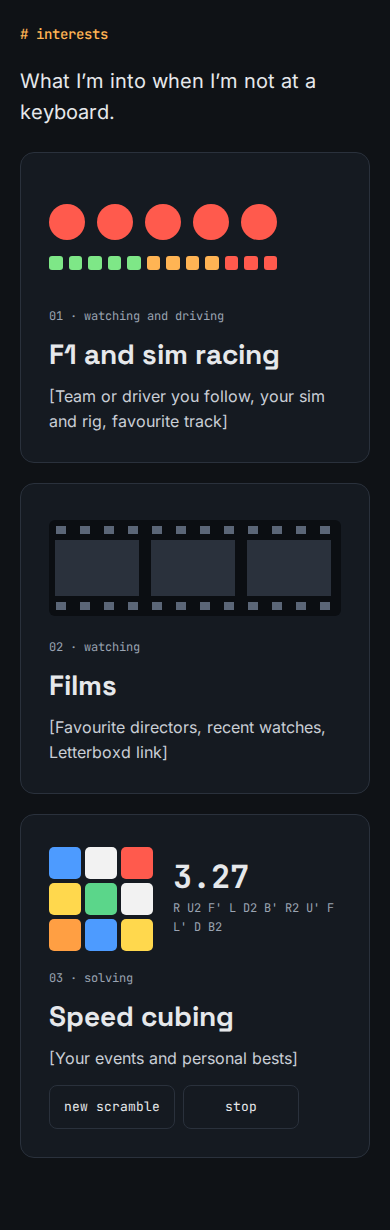 # interests
What I'm into when I'm not at a
keyboard.
01 · watching and driving
F1 and sim racing
[Team or driver you follow, your sim
and rig, favourite track]
02 · watching
Films
[Favourite directors, recent watches,
Letterboxd link]
3.27
R U2 F' L D2 B' R2 U' F
L' D B2
03 · solving
Speed cubing
[Your events and personal bests]
new scramble
stop